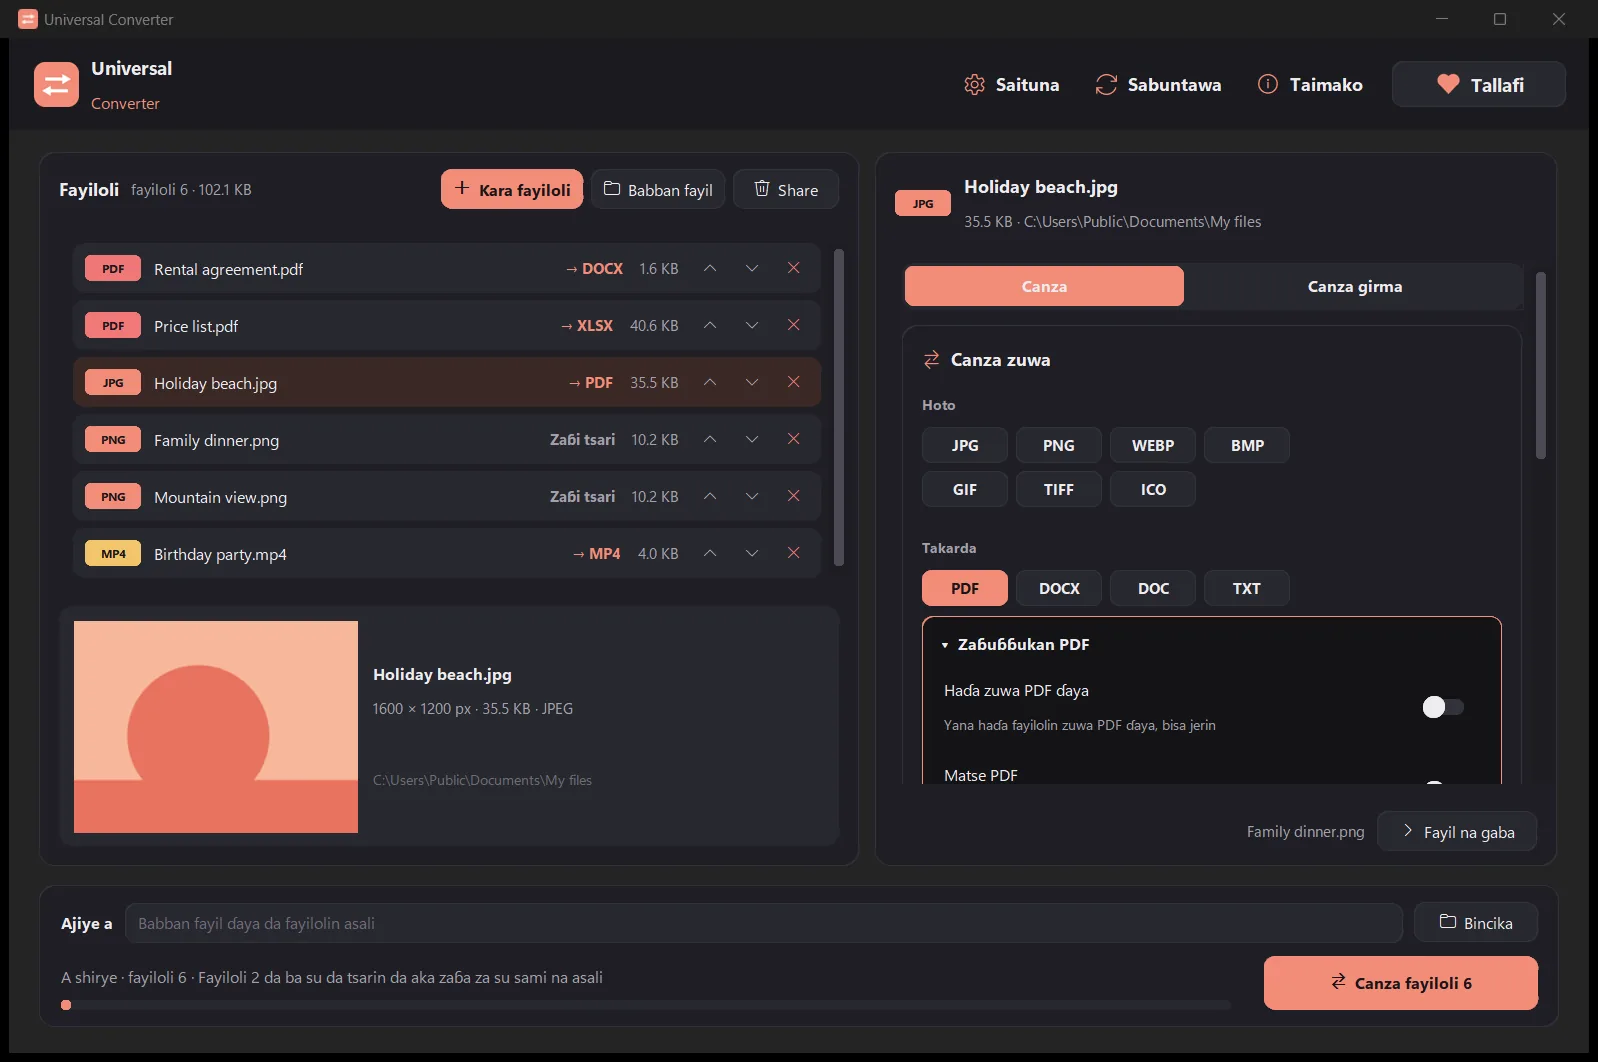 Universal Converter
Universal
Converter
Saituna
Sabuntawa
Taimako
Tallafi
Fayiloli
fayiloli 6 · 102.1 KB
Kara fayiloli
Babban fayil
Share
PDF Rental agreement.pdf → DOCX 1.6 KB
PDF Price list.pdf → XLSX 40.6 KB
JPG Holiday beach.jpg → PDF 35.5 KB
PNG Family dinner.png Zaɓi tsari 10.2 KB
PNG Mountain view.png Zaɓi tsari 10.2 KB
MP4 Birthday party.mp4 → MP4 4.0 KB
Holiday beach.jpg
1600 × 1200 px · 35.5 KB · JPEG
C:\Users\Public\Documents\My files
JPG
Holiday beach.jpg
35.5 KB · C:\Users\Public\Documents\My files
Canza
Canza girma
Canza zuwa
Hoto
JPG PNG WEBP BMP
GIF TIFF ICO
Takarda
PDF DOCX DOC TXT
Zaɓuɓɓukan PDF
Haɗa zuwa PDF ɗaya
Yana haɗa fayilolin zuwa PDF ɗaya, bisa jerin
Matse PDF
Family dinner.png
Fayil na gaba
Ajiye a
Babban fayil ɗaya da fayilolin asali
Bincika
A shirye · fayiloli 6 · Fayiloli 2 da ba su da tsarin da aka zaɓa za su sami na asali
Canza fayiloli 6